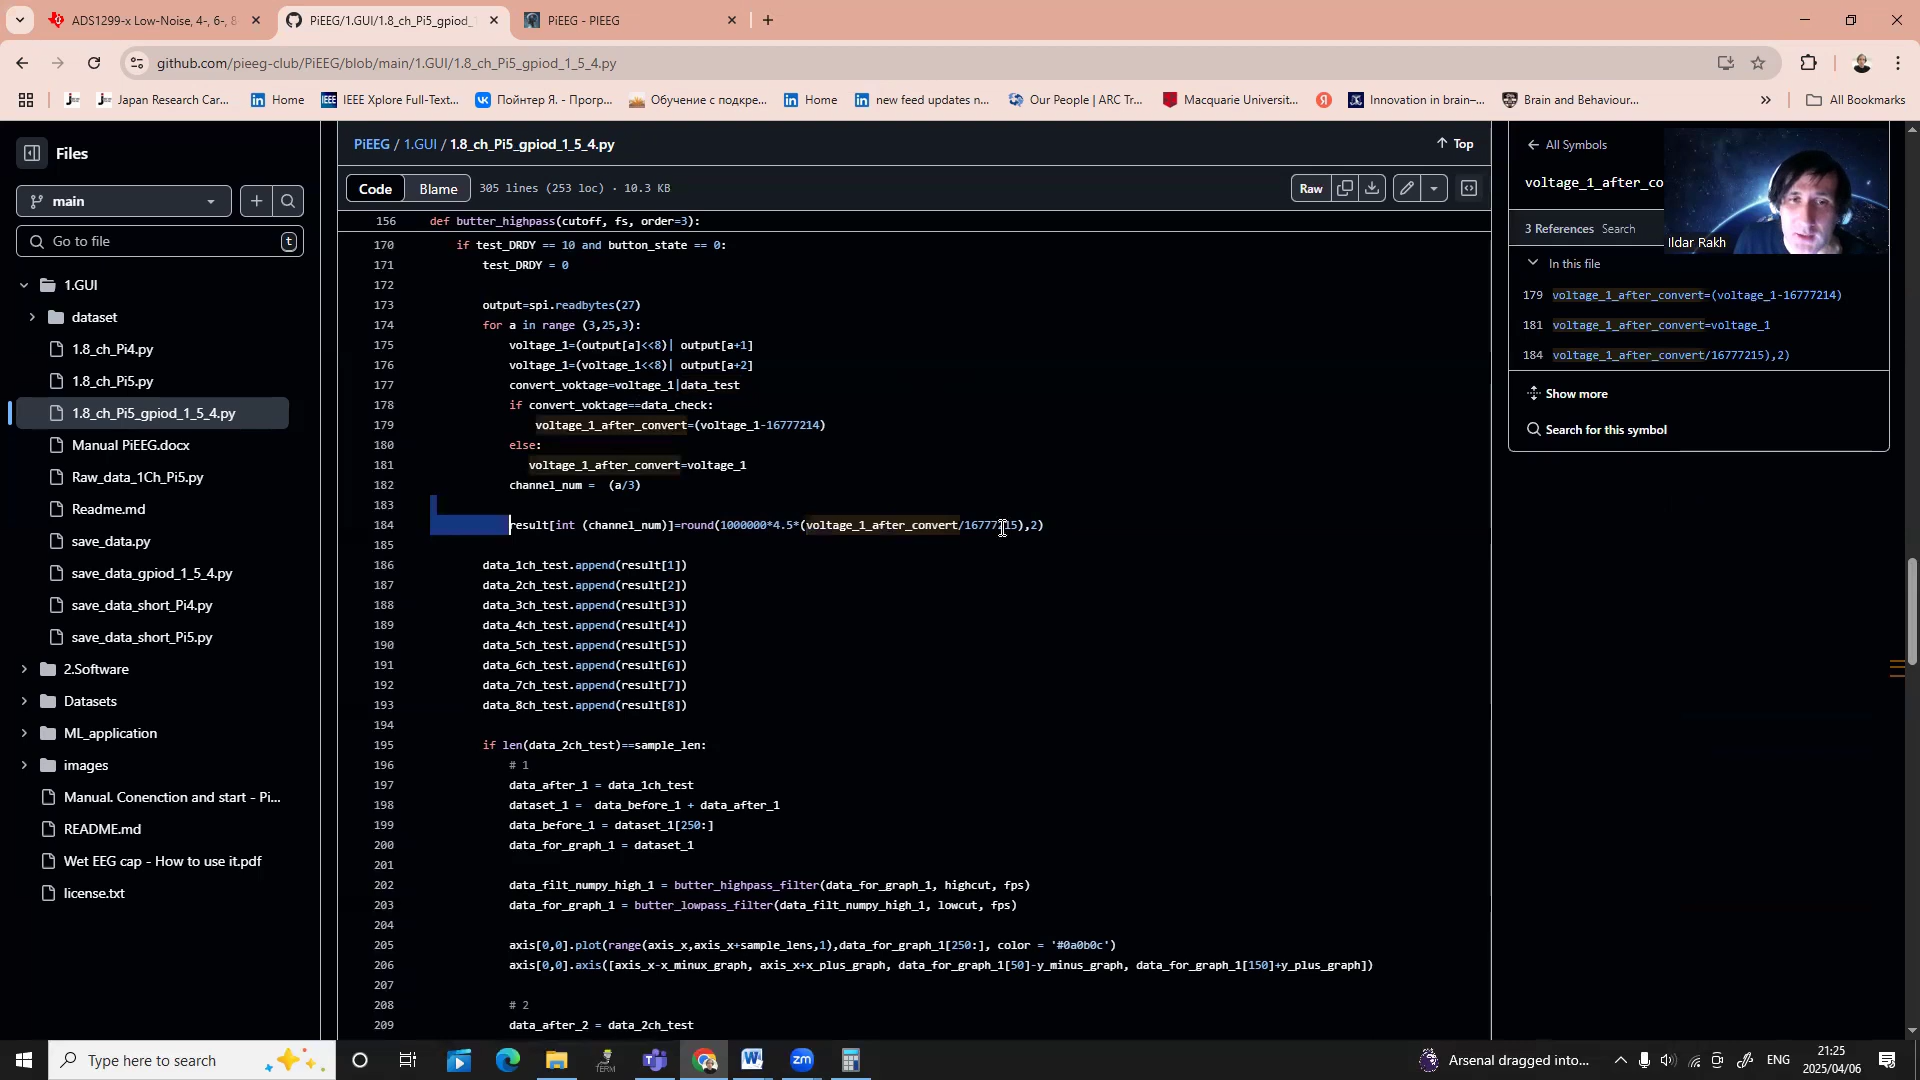 ADS1299-x Low-Noise, 4-, 6-, 8
PiEEG/1.GUI/1.8_ch_Pi5_gpiod_1
PiEEG - PIEEG
github.com/pieeg-club/PiEEG/blob/main/1.GUI/1.8_ch_Pi5_gpiod_1_5_4.py
Japan Research Car... Home IEEE Xplore Full-Text... Пойнтер Я. - Прогр... Обучение с подкре... Home new feed updates n... Our People | ARC Tr... Macquarie Universit... Innovation in brain–... Brain and Behaviour... All Bookmarks
Files
main
Go to file
t
1.GUI
dataset
1.8_ch_Pi4.py
1.8_ch_Pi5.py
1.8_ch_Pi5_gpiod_1_5_4.py
Manual PiEEG.docx
Raw_data_1Ch_Pi5.py
Readme.md
save_data.py
save_data_gpiod_1_5_4.py
save_data_short_Pi4.py
save_data_short_Pi5.py
2.Software
Datasets
ML_application
images
Manual. Conenction and start - Pi...
README.md
Wet EEG cap - How to use it.pdf
license.txt
PiEEG / 1.GUI / 1.8_ch_Pi5_gpiod_1_5_4.py
Top
Code Blame 305 lines (253 loc) · 10.3 KB
Raw
156 def butter_highpass(cutoff, fs, order=3):
170 if test_DRDY == 10 and button_state == 0:
171 test_DRDY = 0
172
173 output=spi.readbytes(27)
174 for a in range (3,25,3):
175 voltage_1=(output[a]<<8)| output[a+1]
176 voltage_1=(voltage_1<<8)| output[a+2]
177 convert_voktage=voltage_1|data_test
178 if convert_voktage==data_check:
179 voltage_1_after_convert=(voltage_1-16777214)
180 else:
181 voltage_1_after_convert=voltage_1
182 channel_num =  (a/3)
183
184 result[int (channel_num)]=round(1000000*4.5*(voltage_1_after_convert/16777215),2)
185
186 data_1ch_test.append(result[1])
187 data_2ch_test.append(result[2])
188 data_3ch_test.append(result[3])
189 data_4ch_test.append(result[4])
190 data_5ch_test.append(result[5])
191 data_6ch_test.append(result[6])
192 data_7ch_test.append(result[7])
193 data_8ch_test.append(result[8])
194
195 if len(data_2ch_test)==sample_len:
196 # 1
197 data_after_1 = data_1ch_test
198 dataset_1 =  data_before_1 + data_after_1
199 data_before_1 = dataset_1[250:]
200 data_for_graph_1 = dataset_1
201
202 data_filt_numpy_high_1 = butter_highpass_filter(data_for_graph_1, highcut, fps)
203 data_for_graph_1 = butter_lowpass_filter(data_filt_numpy_high_1, lowcut, fps)
204
205 axis[0,0].plot(range(axis_x,axis_x+sample_lens,1),data_for_graph_1[250:], color = '#0a0b0c')
206 axis[0,0].axis([axis_x-x_minux_graph, axis_x+x_plus_graph, data_for_graph_1[50]-y_minus_graph, data_for_graph_1[150]+y_plus_graph])
207
208 # 2
209 data_after_2 = data_2ch_test
All Symbols
voltage_1_after_co
3 References Search
In this file
179 voltage_1_after_convert=(voltage_1-16777214)
181 voltage_1_after_convert=voltage_1
184 voltage_1_after_convert/16777215),2)
Show more
Search for this symbol
Ildar Rakh
Type here to search
TERM
zm
Arsenal dragged into...
ENG
21:25
2025/04/06